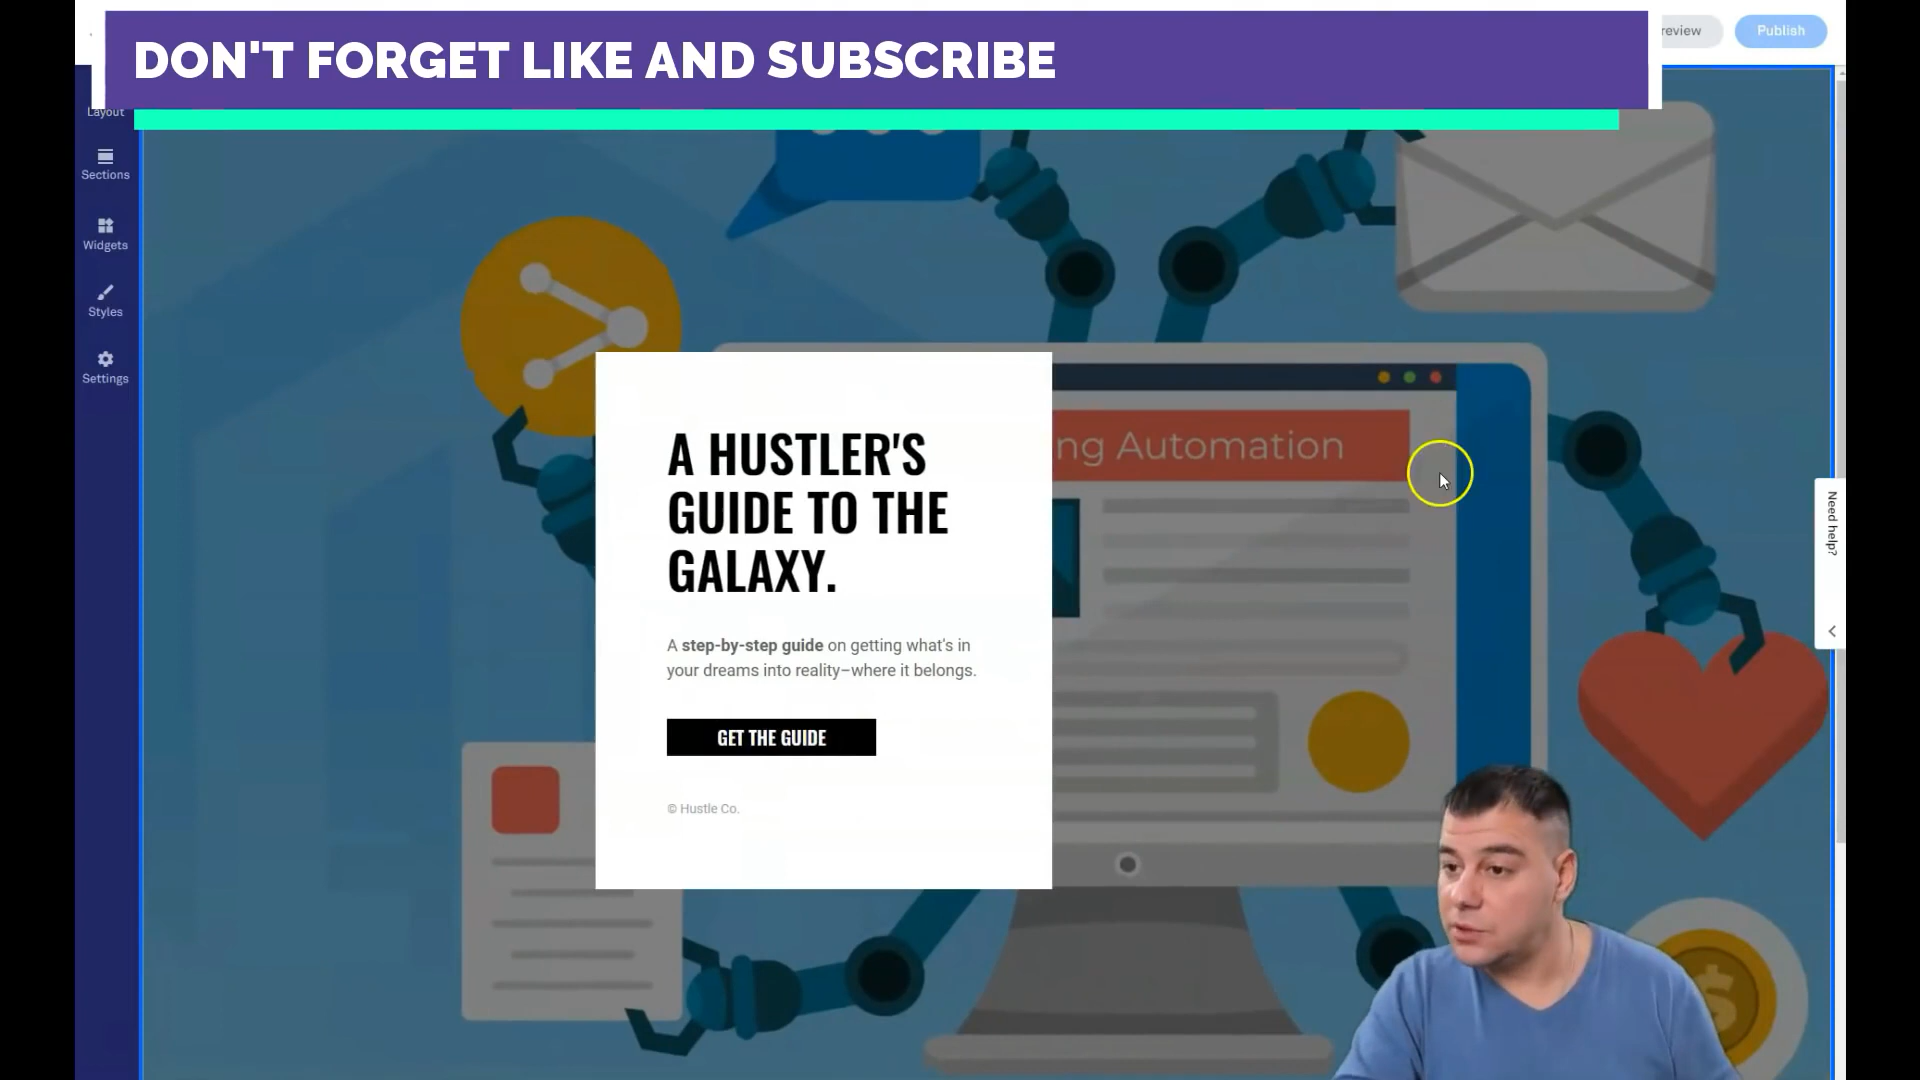 DON'T FORGET LIKE AND SUBSCRIBE
review
Publish
Layout
Sections
Widgets
Styles
Settings
ng Automation
A HUSTLER'S
GUIDE TO THE
GALAXY.
A step-by-step guide on getting what's in
your dreams into reality–where it belongs.
GET THE GUIDE
© Hustle Co.
Need help?
$